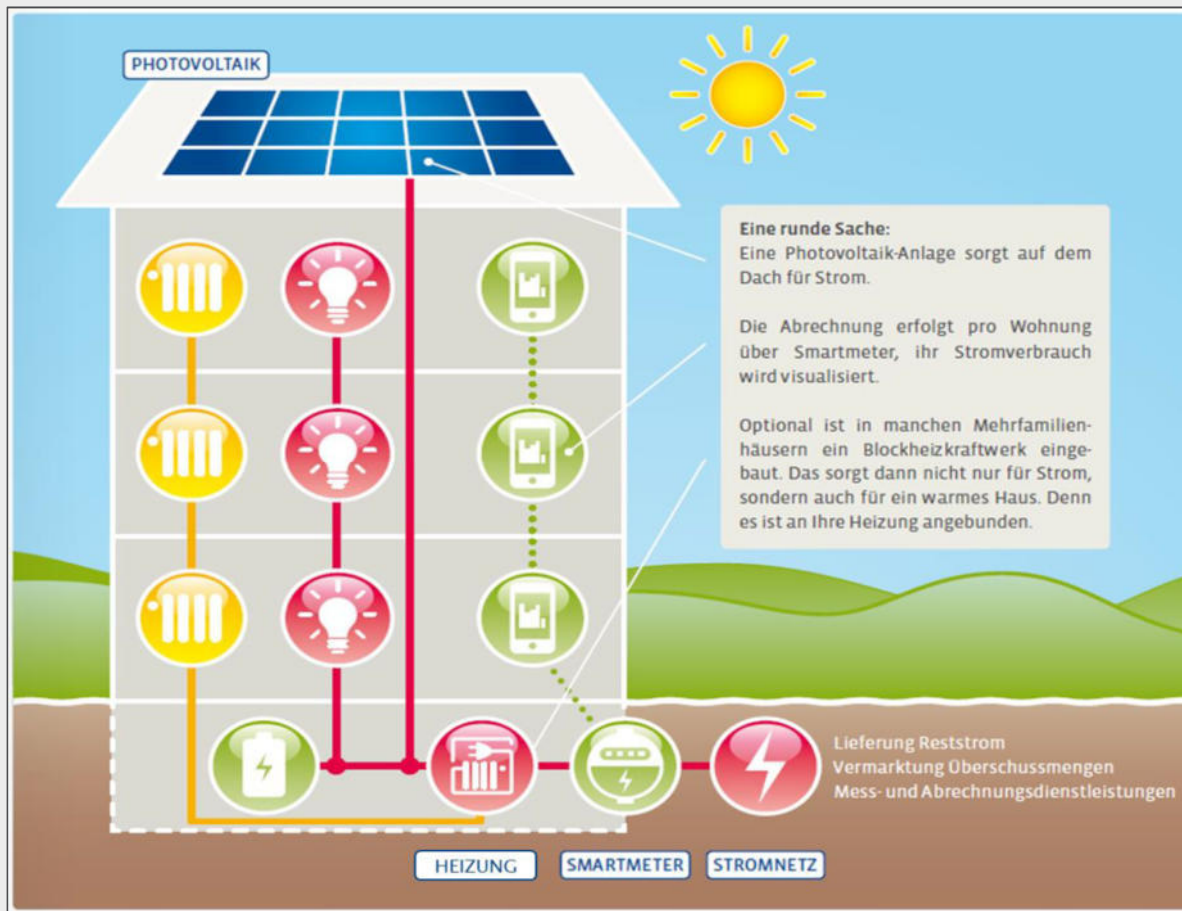 PHOTOVOLTAIK
Eine runde Sache:
Eine Photovoltaik-Anlage sorgt auf dem
Dach für Strom.
Die Abrechnung erfolgt pro Wohnung
über Smartmeter, ihr Stromverbrauch
wird visualisiert.
Optional ist in manchen Mehrfamilien-
häusern ein Blockheizkraftwerk einge-
baut. Das sorgt dann nicht nur für Strom,
sondern auch für ein warmes Haus. Denn
es ist an Ihre Heizung angebunden.
Lieferung Reststrom
Vermarktung Überschussmengen
Mess- und Abrechnungsdienstleistungen
HEIZUNG
SMARTMETER
STROMNETZ